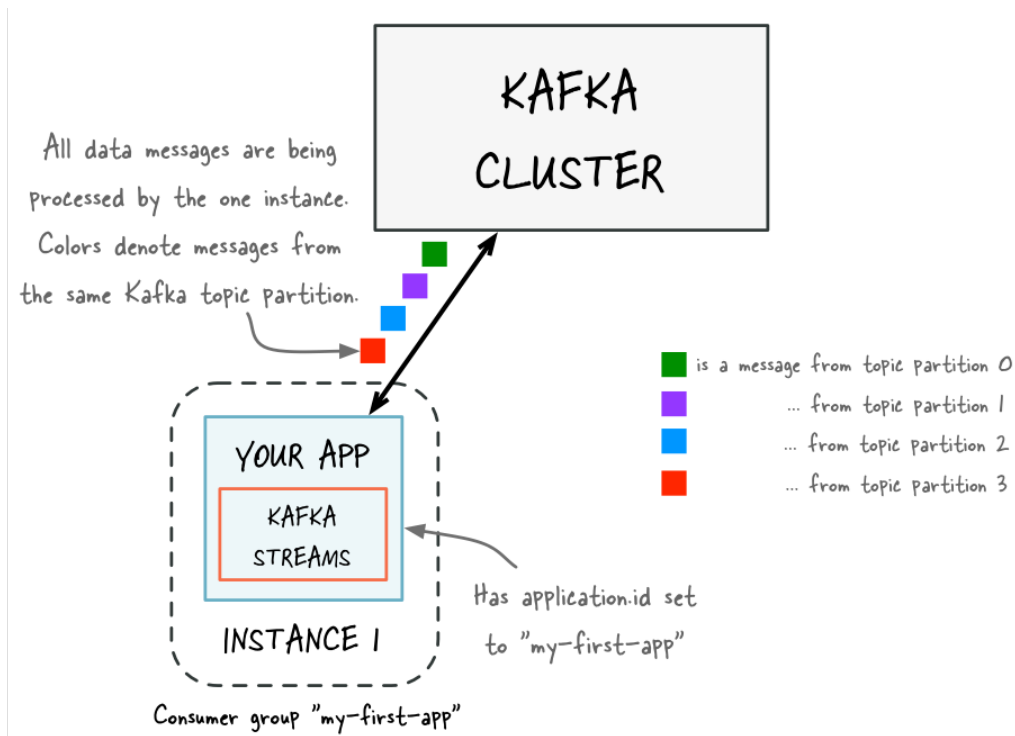 KAFKA
CLUSTER
All data messages are being
processed by the one instance.
Colors denote messages from
the same Kafka topic partition.
is a message from topic partition 0
... from topic partition 1
... from topic partition 2
... from topic partition 3
YOUR APP
KAFKA
STREAMS
INSTANCE 1
Has application.id set
to "my-first-app"
Consumer group "my-first-app"